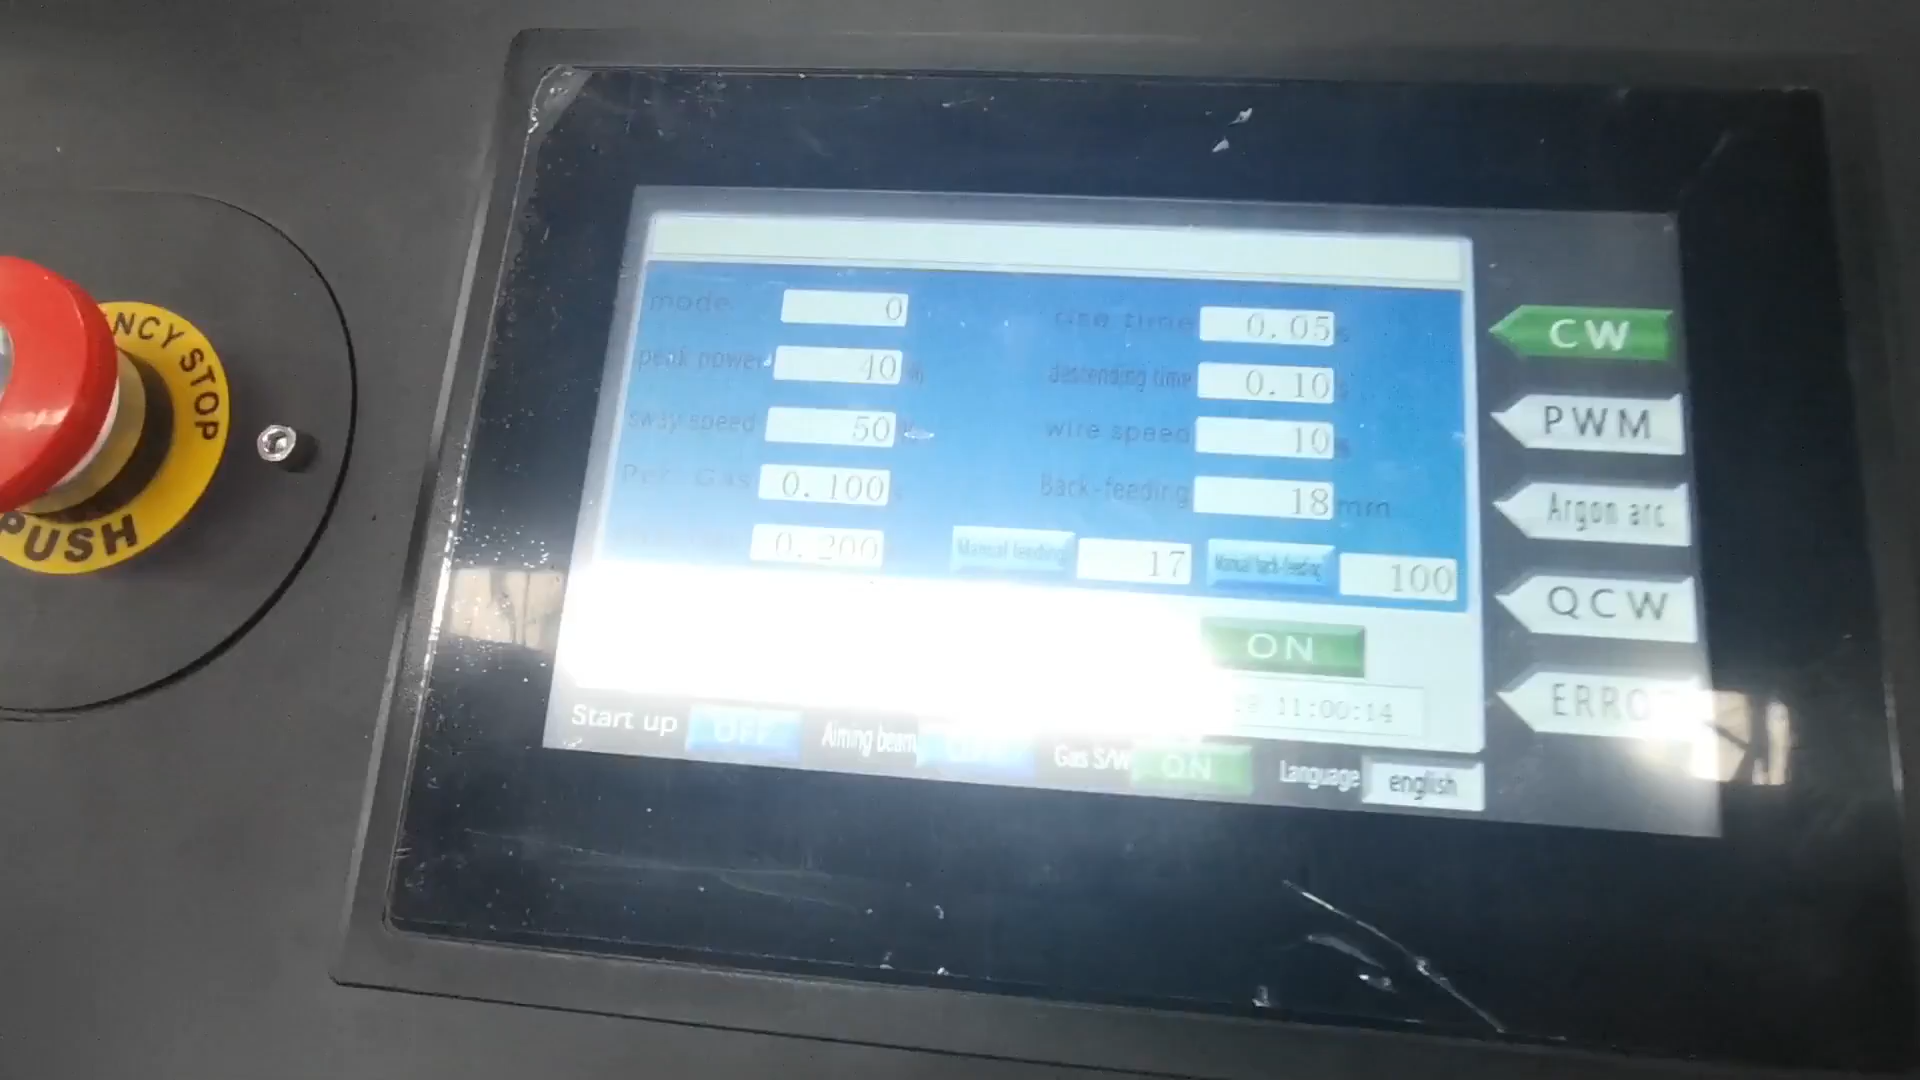 mode 0
rise time 0.05 s
CW
peak power 40 %
descending time 0.10 s
PWM
sway speed 50
wire speed 10
Back-feeding 18 mm
Argon arc
Gas 0.100
0.200
Manual feeding 17
Manual back-feeding 100
QCW
ON
11:00:14
ERRO
Start up OFF
Aiming beam
Gas S/W ON
Language english
NCY STOP
PUSH